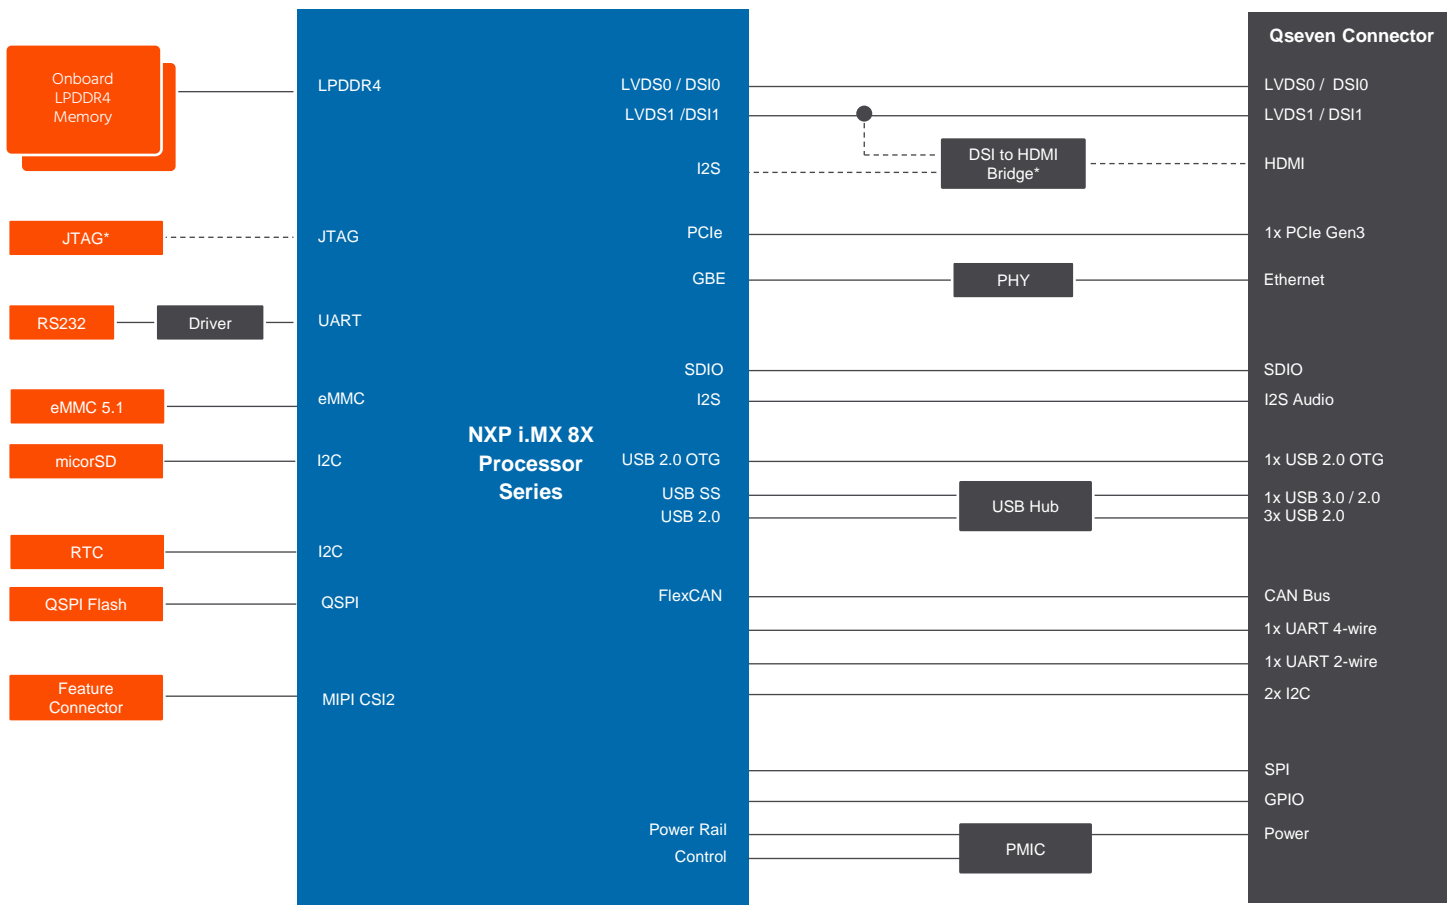 Onboard
LPDDR4
Memory
JTAG*
RS232
Driver
eMMC 5.1
micorSD
RTC
QSPI Flash
Feature
Connector
LPDDR4
JTAG
UART
eMMC
I2C
I2C
QSPI
MIPI CSI2
NXP i.MX 8X
Processor
Series
LVDS0 / DSI0
LVDS1 /DSI1
I2S
PCIe
GBE
SDIO
I2S
USB 2.0 OTG
USB SS
USB 2.0
FlexCAN
Power Rail
Control
DSI to HDMI
Bridge*
PHY
USB Hub
PMIC
Qseven Connector
LVDS0 / DSI0
LVDS1 / DSI1
HDMI
1x PCIe Gen3
Ethernet
SDIO
I2S Audio
1x USB 2.0 OTG
1x USB 3.0 / 2.0
3x USB 2.0
CAN Bus
1x UART 4-wire
1x UART 2-wire
2x I2C
SPI
GPIO
Power